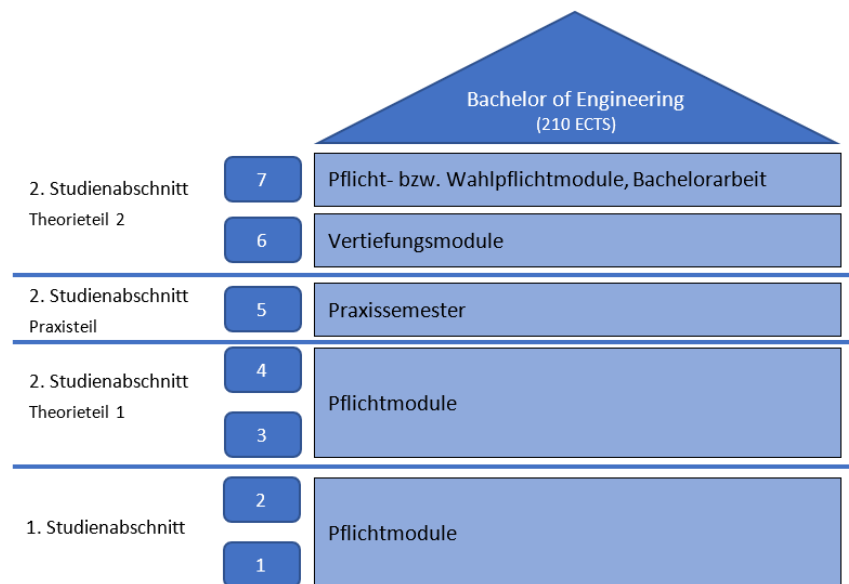 Bachelor of Engineering
(210 ECTS)
2. Studienabschnitt
Theorieteil 2
7
Pflicht- bzw. Wahlpflichtmodule, Bachelorarbeit
6
Vertiefungsmodule
2. Studienabschnitt
Praxisteil
5
Praxissemester
2. Studienabschnitt
Theorieteil 1
4
3
Pflichtmodule
1. Studienabschnitt
2
1
Pflichtmodule